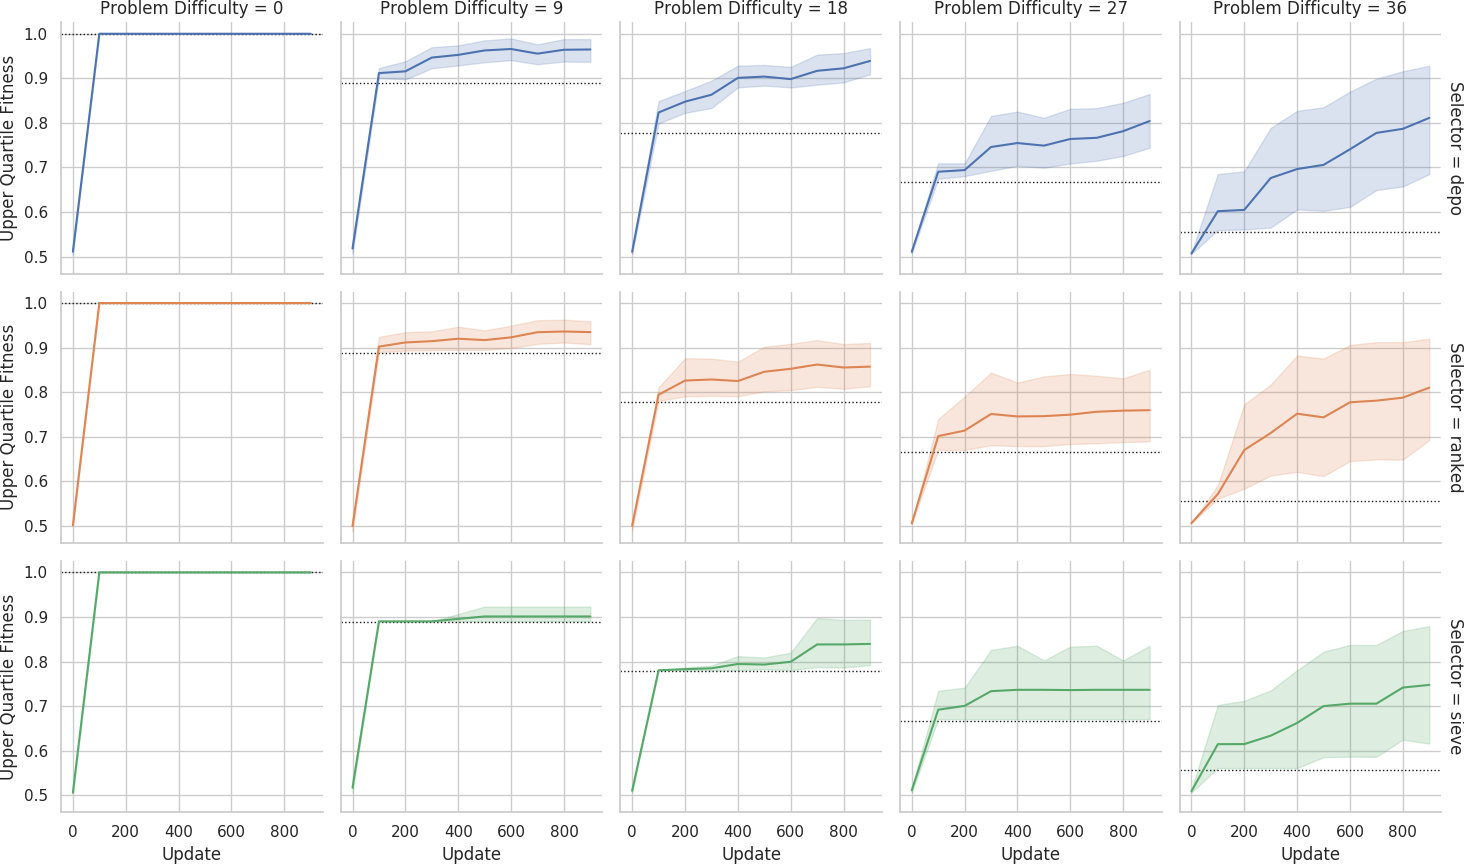 Problem Difficulty = 0
Problem Difficulty = 9
Problem Difficulty = 18
Problem Difficulty = 27
Problem Difficulty = 36
Upper Quartile Fitness
1.0
0.9
0.8
0.7
0.6
0.5
Selector = depo
Upper Quartile Fitness
1.0
0.9
0.8
0.7
0.6
0.5
Selector = ranked
Upper Quartile Fitness
1.0
0.9
0.8
0.7
0.6
0.5
Selector = sieve
0 200 400 600 800
0 200 400 600 800
0 200 400 600 800
0 200 400 600 800
0 200 400 600 800
Update
Update
Update
Update
Update